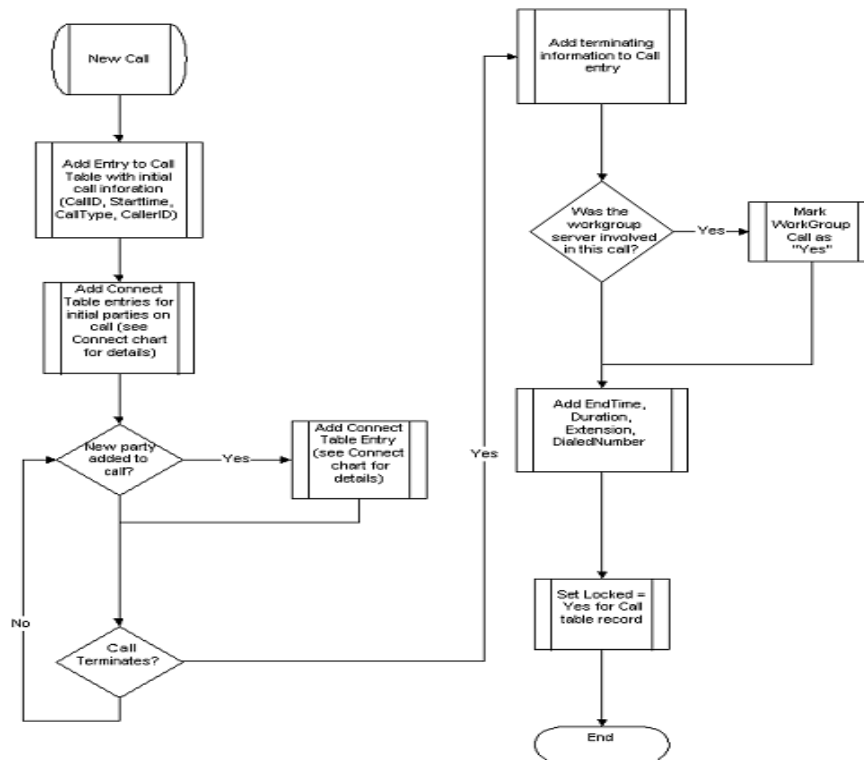 New Call
Add Entry to Call
Table with initial
call inforation
(CallID, Starttime,
CallType, CallerID)
Add Connect
Table entries for
initial parties on
call (see
Connect chart
for details)
New party
added to
call?
Yes
Add Connect
Table Entry
(see Connect
chart for
details)
No
Call
Terminates?
Yes
Add terminating
information to Call
entry
Was the
workgroup
server involved
in this call?
Yes
Mark
WorkGroup
Call as
"Yes"
Add EndTime,
Duration,
Extension,
DialedNumber
Set Locked =
Yes for Call
table record
End